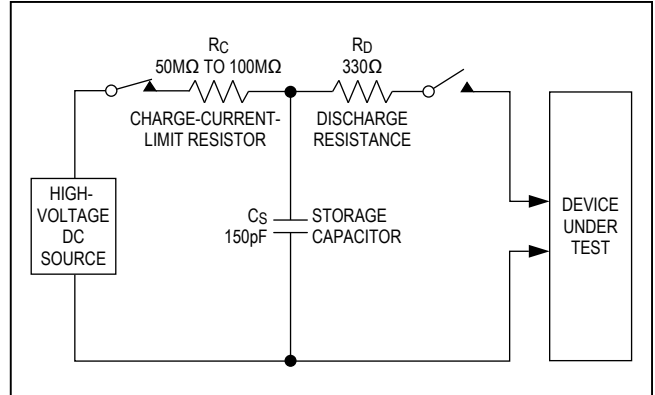 RC
50MΩ TO 100MΩ
CHARGE-CURRENT-
LIMIT RESISTOR
RD
330Ω
DISCHARGE
RESISTANCE
HIGH-
VOLTAGE
DC
SOURCE
CS
150pF
STORAGE
CAPACITOR
DEVICE
UNDER
TEST